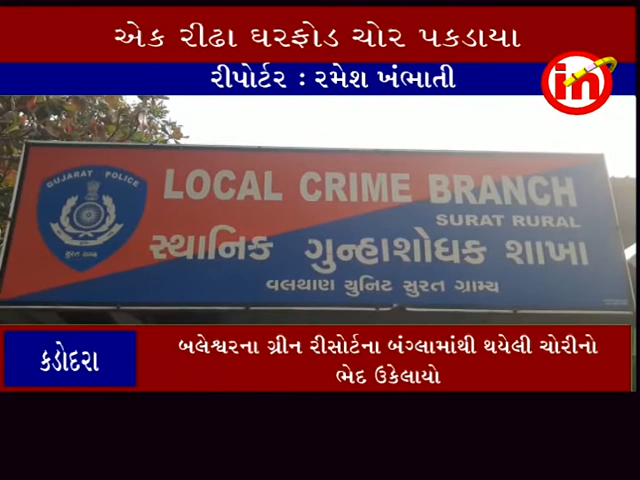 એક રીઢા ઘરફોડ ચોર પકડાયા
રીપોર્ટર : રમેશ ખંભાતી
in
GUJARAT POLICE
LOCAL CRIME BRANCH
SURAT RURAL
સ્થાનિક ગુન્હાશોધક શાખા
વલથાણ યુનિટ સુરત ગ્રામ્ય
કડોદરા
બલેશ્વરના ગ્રીન રીસોર્ટના બંગ્લામાંથી થયેલી ચોરીનો
ભેદ ઉકેલાયો